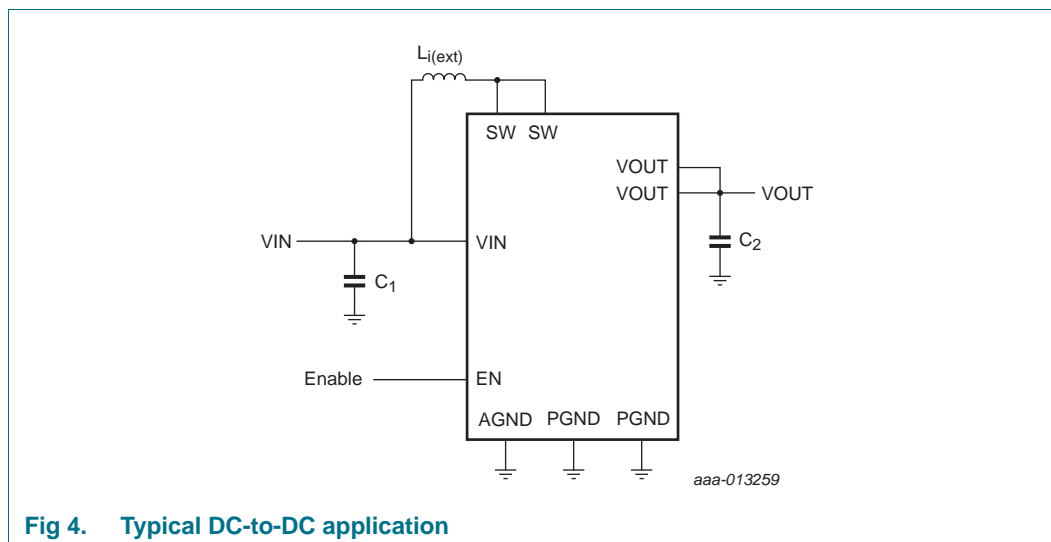 Li(ext)
SW SW
VOUT
VOUT VOUT
VIN VIN
C2
C1
Enable EN
AGND PGND PGND
aaa-013259
Fig 4. Typical DC-to-DC application